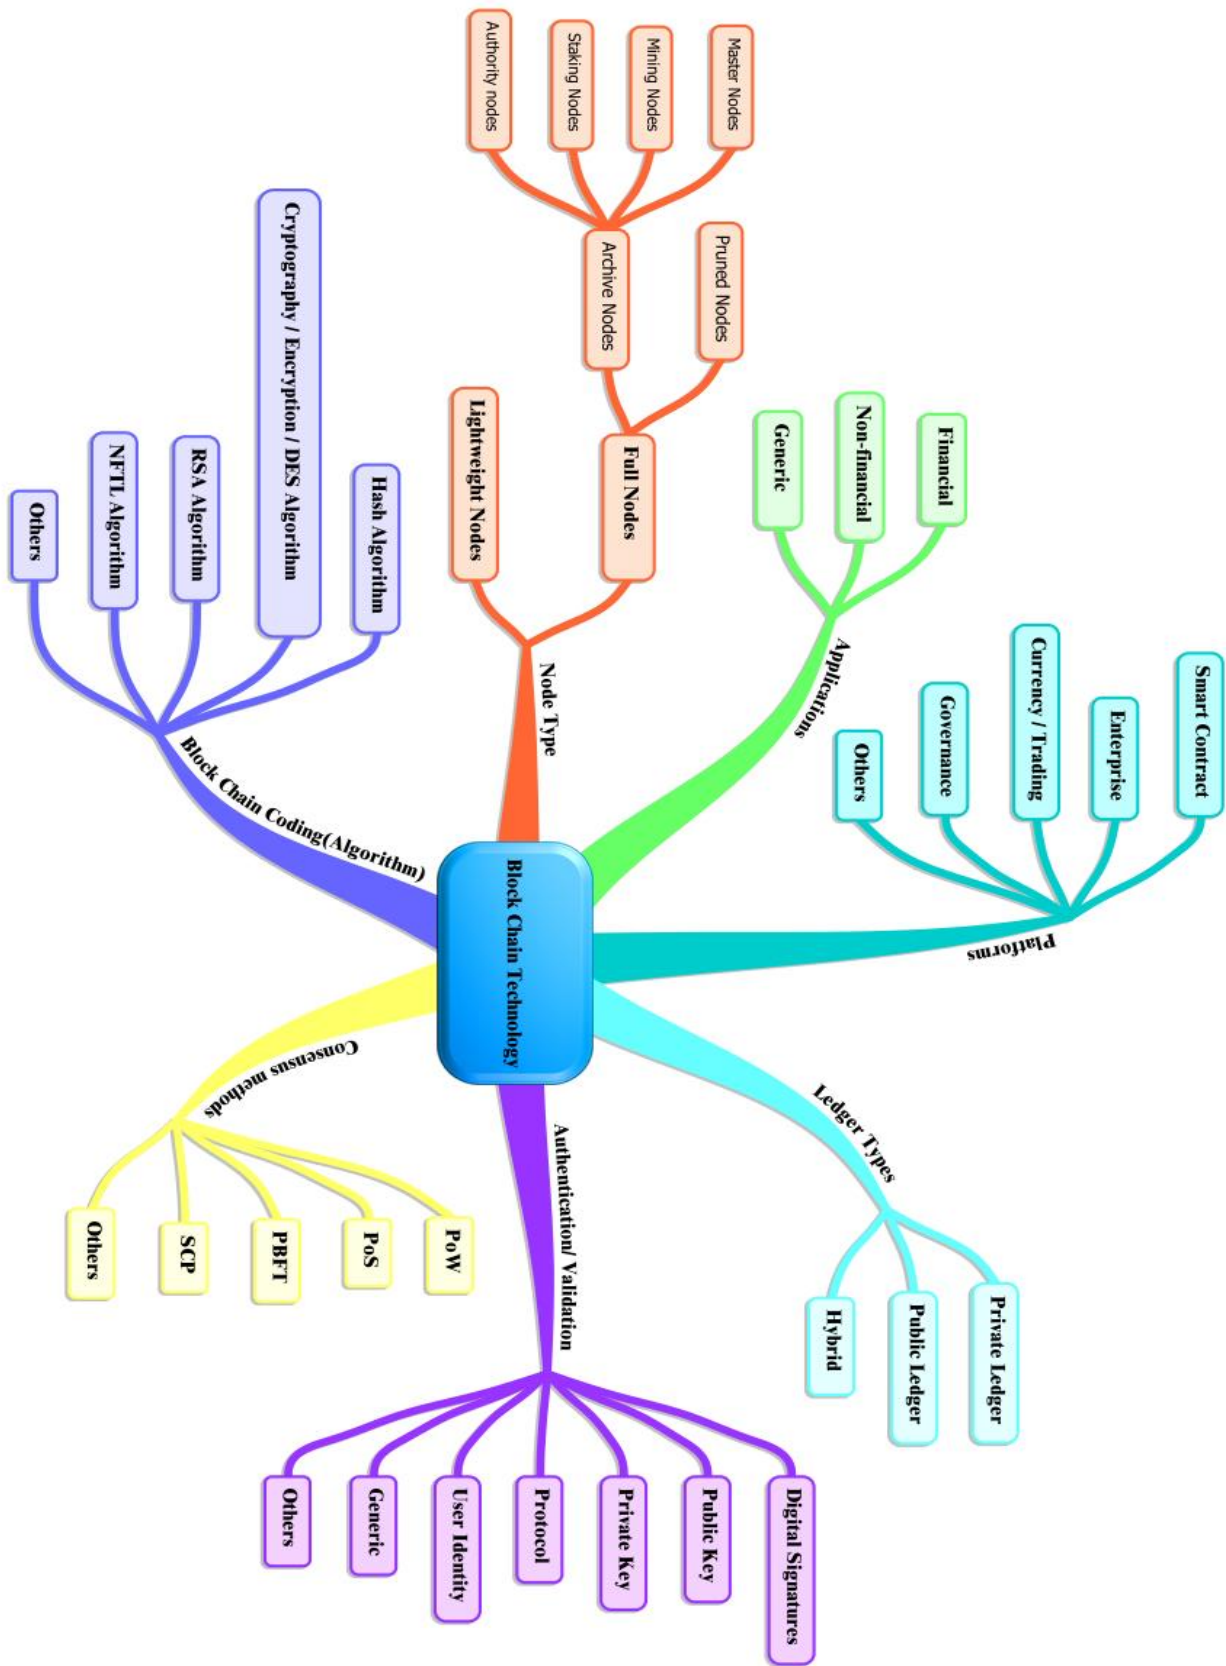 Block Chain Technology
Platforms
Smart Contract
Enterprise
Currency / Trading
Governance
Others
Applications
Financial
Non-financial
Generic
Node Type
Full Nodes
Pruned Nodes
Archive Nodes
Master Nodes
Mining Nodes
Staking Nodes
Authority nodes
Lightweight Nodes
Block Chain Coding(Algorithm)
Hash Algorithm
Cryptography / Encryption / DES Algorithm
RSA Algorithm
NFTL Algorithm
Others
Ledger Types
Private Ledger
Public Ledger
Hybrid
Authentication/ Validation
Digital Signatures
Public Key
Private Key
Protocol
User Identity
Generic
Others
Consensus methods
PoW
PoS
PBFT
SCP
Others